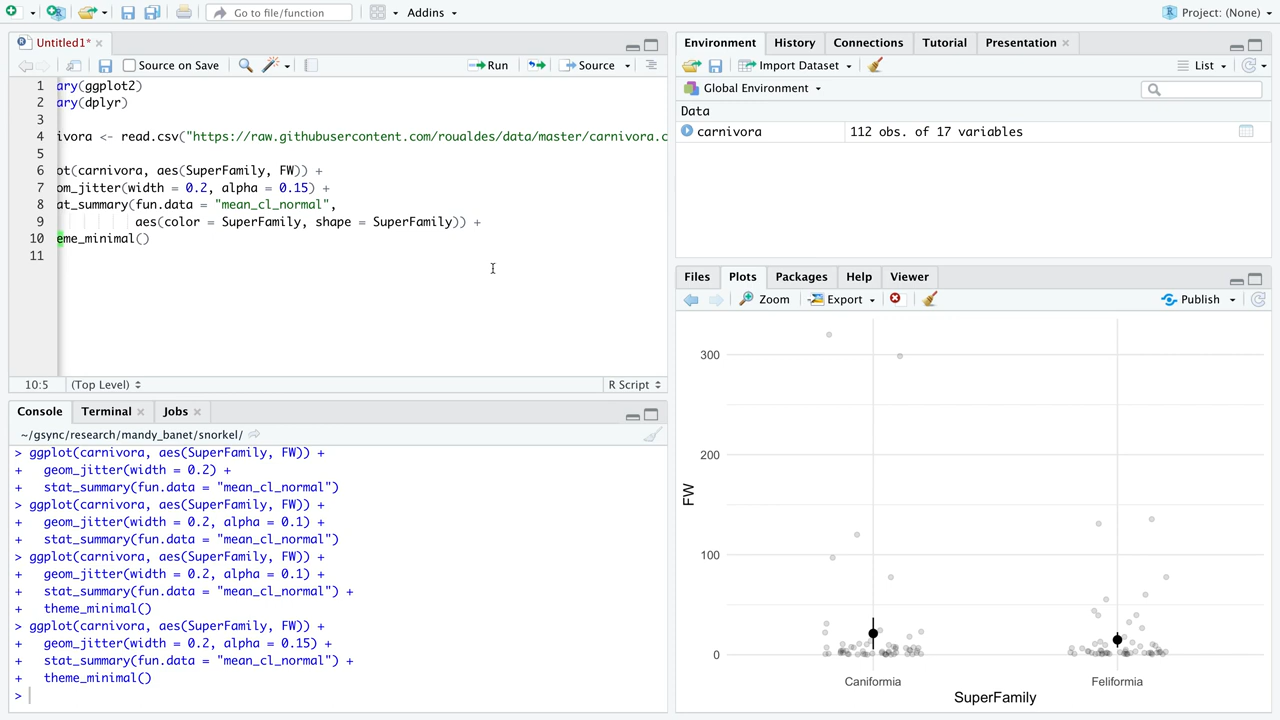 Go to file/function
Addins
Project: (None)
Untitled1*
Source on Save
Run
Source
1 ary(ggplot2)
2 ary(dplyr)
3
4 ivora <- read.csv("https://raw.githubusercontent.com/roualdes/data/master/carnivora.c
5
6 ot(carnivora, aes(SuperFamily, FW)) +
7 om_jitter(width = 0.2, alpha = 0.15) +
8 at_summary(fun.data = "mean_cl_normal",
9 aes(color = SuperFamily, shape = SuperFamily)) +
10 eme_minimal()
11
10:5
(Top Level)
R Script
Console
Terminal
Jobs
~/gsync/research/mandy_banet/snorkel/
> ggplot(carnivora, aes(SuperFamily, FW)) +
+ geom_jitter(width = 0.2) +
+ stat_summary(fun.data = "mean_cl_normal")
> ggplot(carnivora, aes(SuperFamily, FW)) +
+ geom_jitter(width = 0.2, alpha = 0.1) +
+ stat_summary(fun.data = "mean_cl_normal")
> ggplot(carnivora, aes(SuperFamily, FW)) +
+ geom_jitter(width = 0.2, alpha = 0.1) +
+ stat_summary(fun.data = "mean_cl_normal") +
+ theme_minimal()
> ggplot(carnivora, aes(SuperFamily, FW)) +
+ geom_jitter(width = 0.2, alpha = 0.15) +
+ stat_summary(fun.data = "mean_cl_normal") +
+ theme_minimal()
>
Environment
History
Connections
Tutorial
Presentation
Import Dataset
List
Global Environment
Data
carnivora
112 obs. of 17 variables
Files
Plots
Packages
Help
Viewer
Zoom
Export
Publish
300
200
100
0
FW
Caniformia
Feliformia
SuperFamily